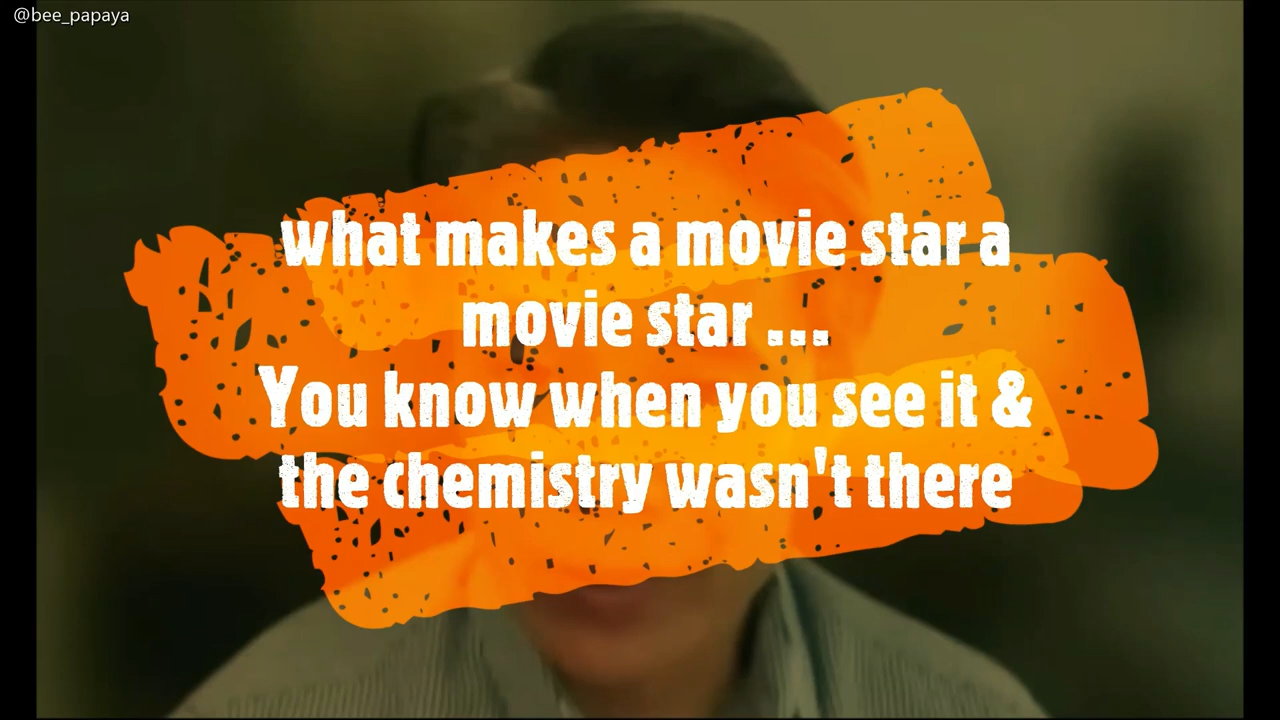 @bee_papaya
what makes a movie star a
movie star ...
You know when you see it &
the chemistry wasn't there